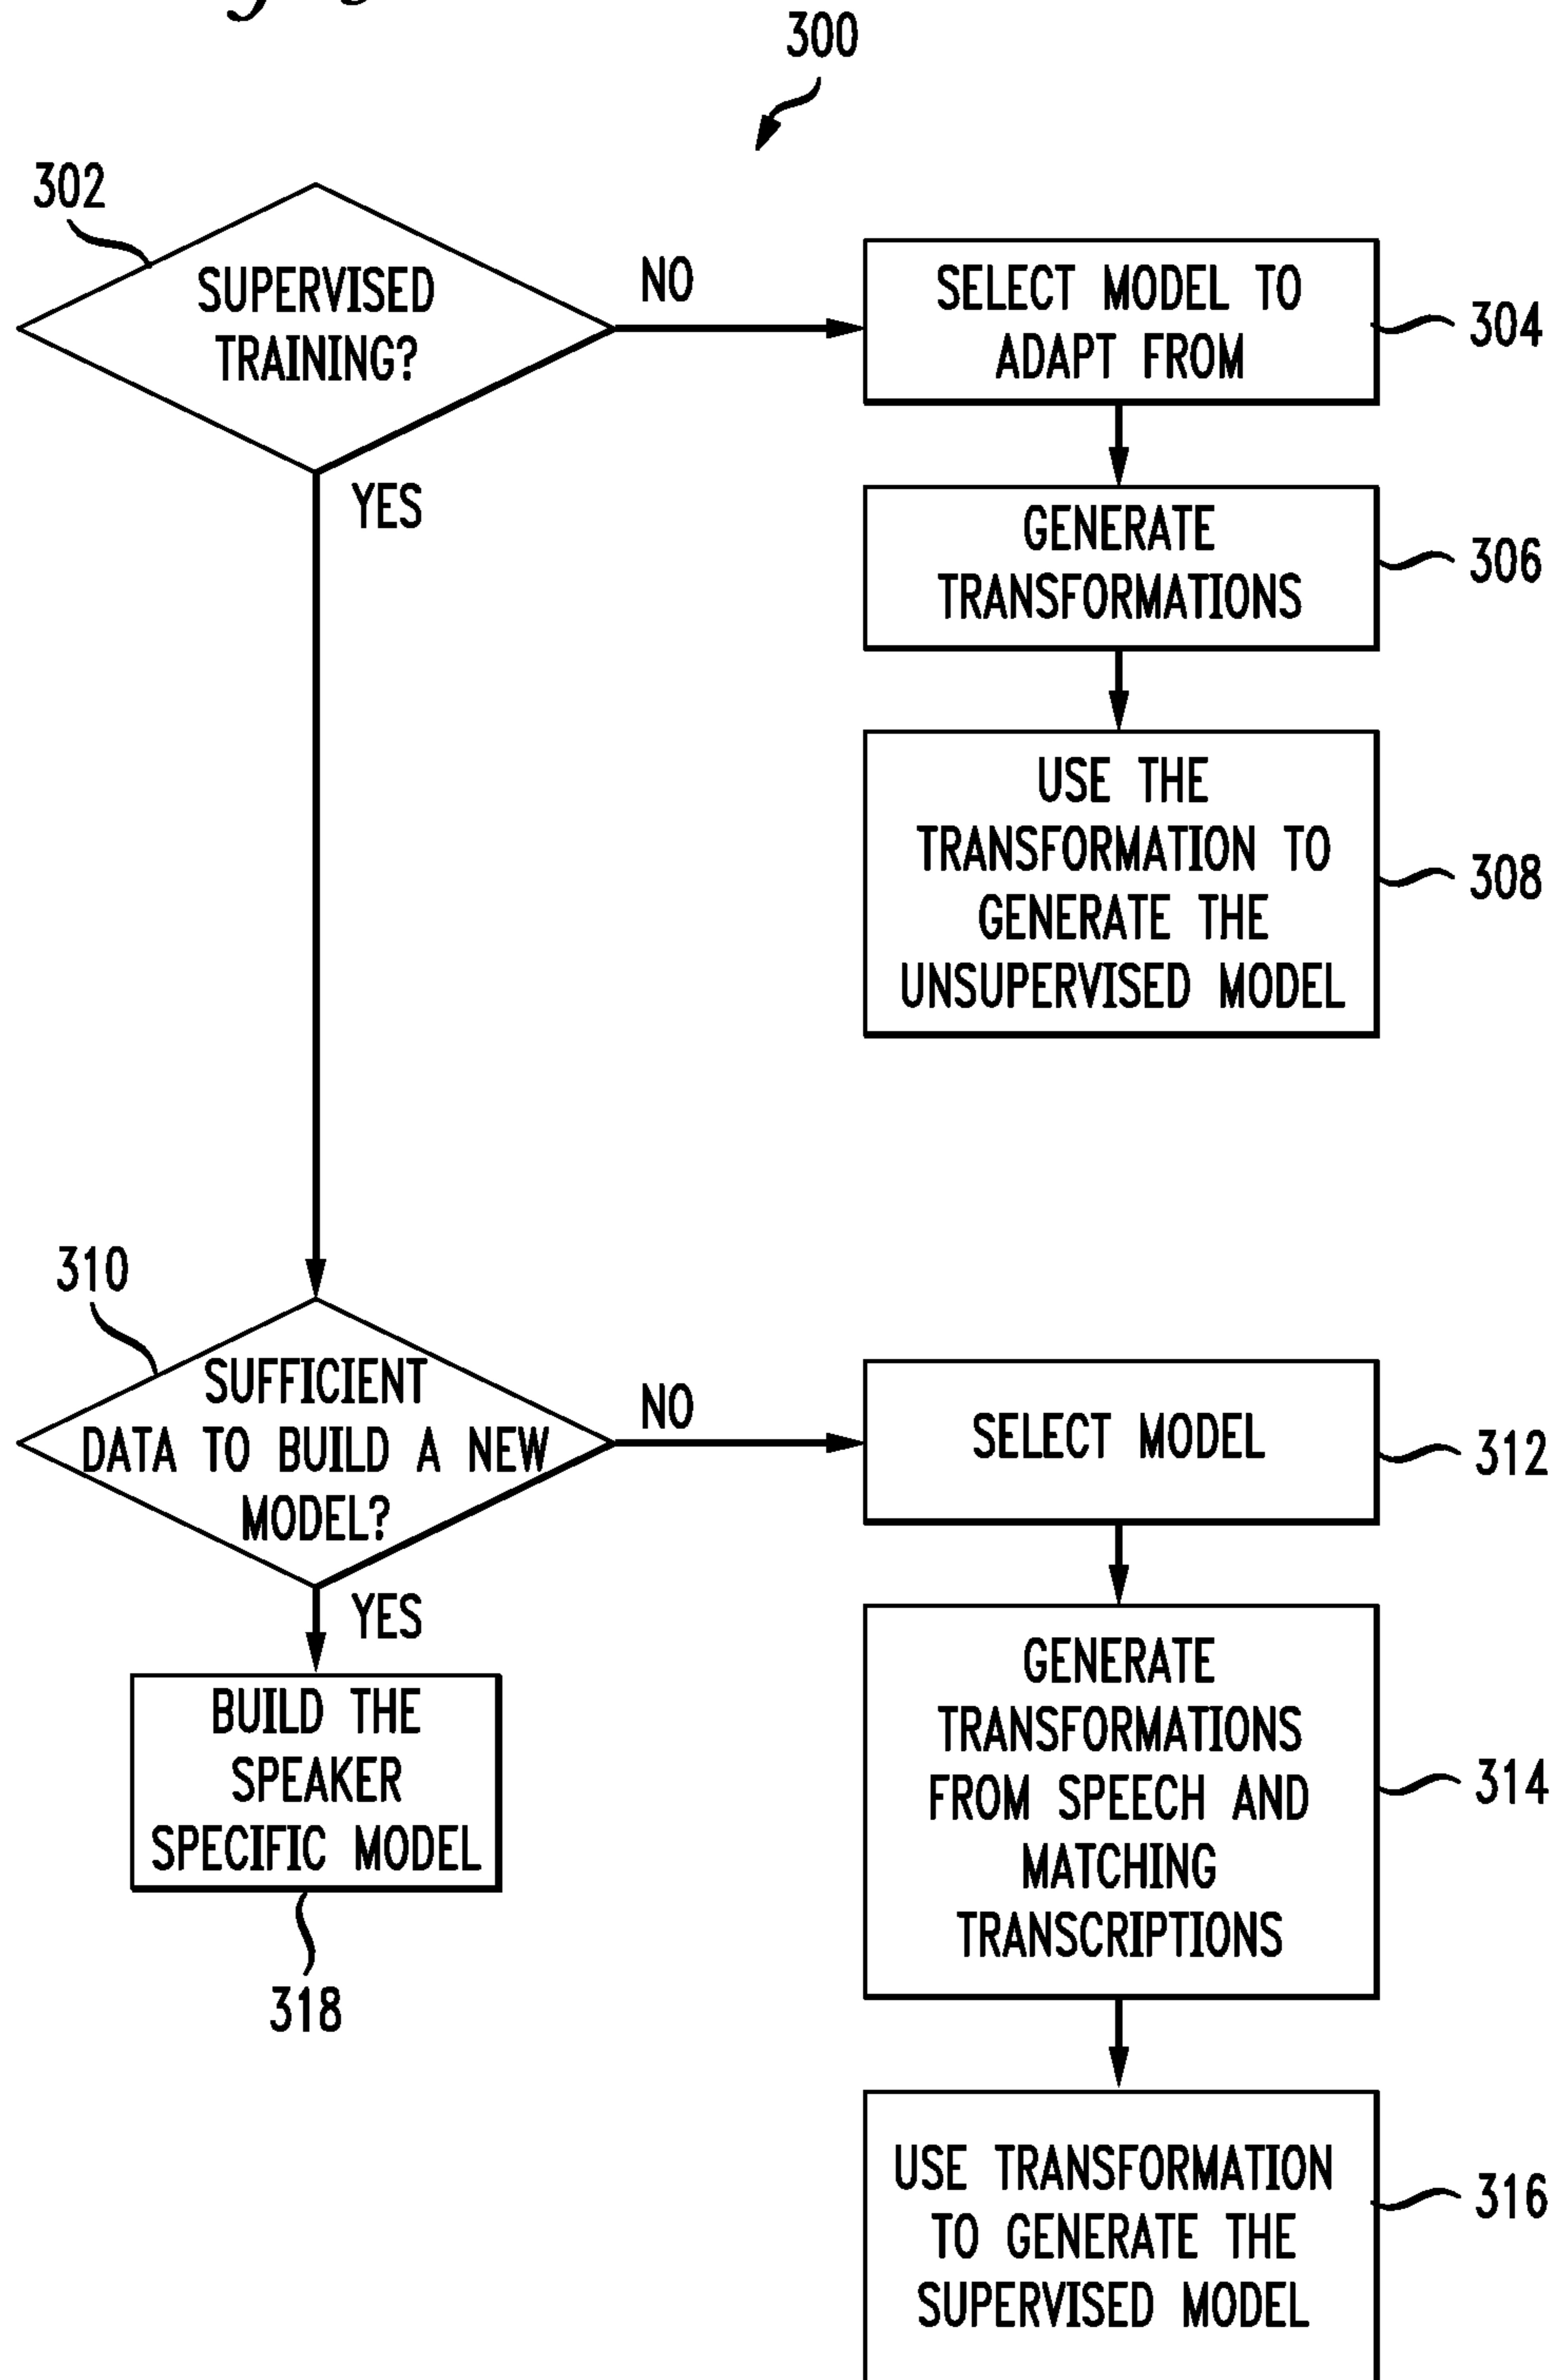 300
302
SUPERVISED
TRAINING?
NO
YES
SELECT MODEL TO
ADAPT FROM
304
GENERATE
TRANSFORMATIONS
306
USE THE
TRANSFORMATION TO
GENERATE THE
UNSUPERVISED MODEL
308
310
SUFFICIENT
DATA TO BUILD A NEW
MODEL?
NO
YES
SELECT MODEL
312
GENERATE
TRANSFORMATIONS
FROM SPEECH AND
MATCHING
TRANSCRIPTIONS
314
BUILD THE
SPEAKER
SPECIFIC MODEL
318
USE TRANSFORMATION
TO GENERATE THE
SUPERVISED MODEL
316